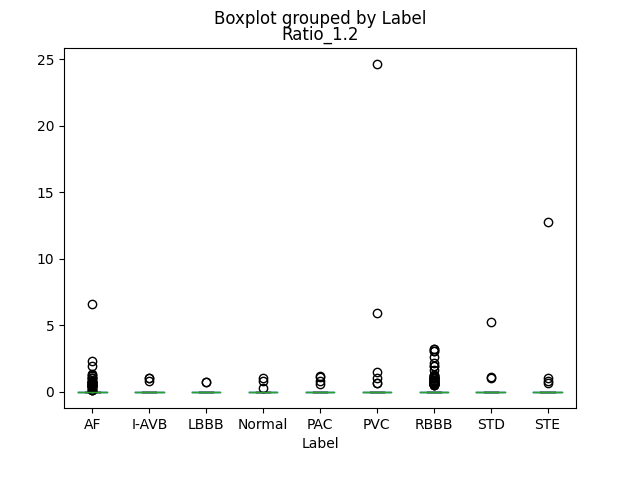 Boxplot grouped by Label
Ratio_1.2
25
20
15
10
5
0
AF I-AVB LBBB Normal PAC PVC RBBB STD STE
Label